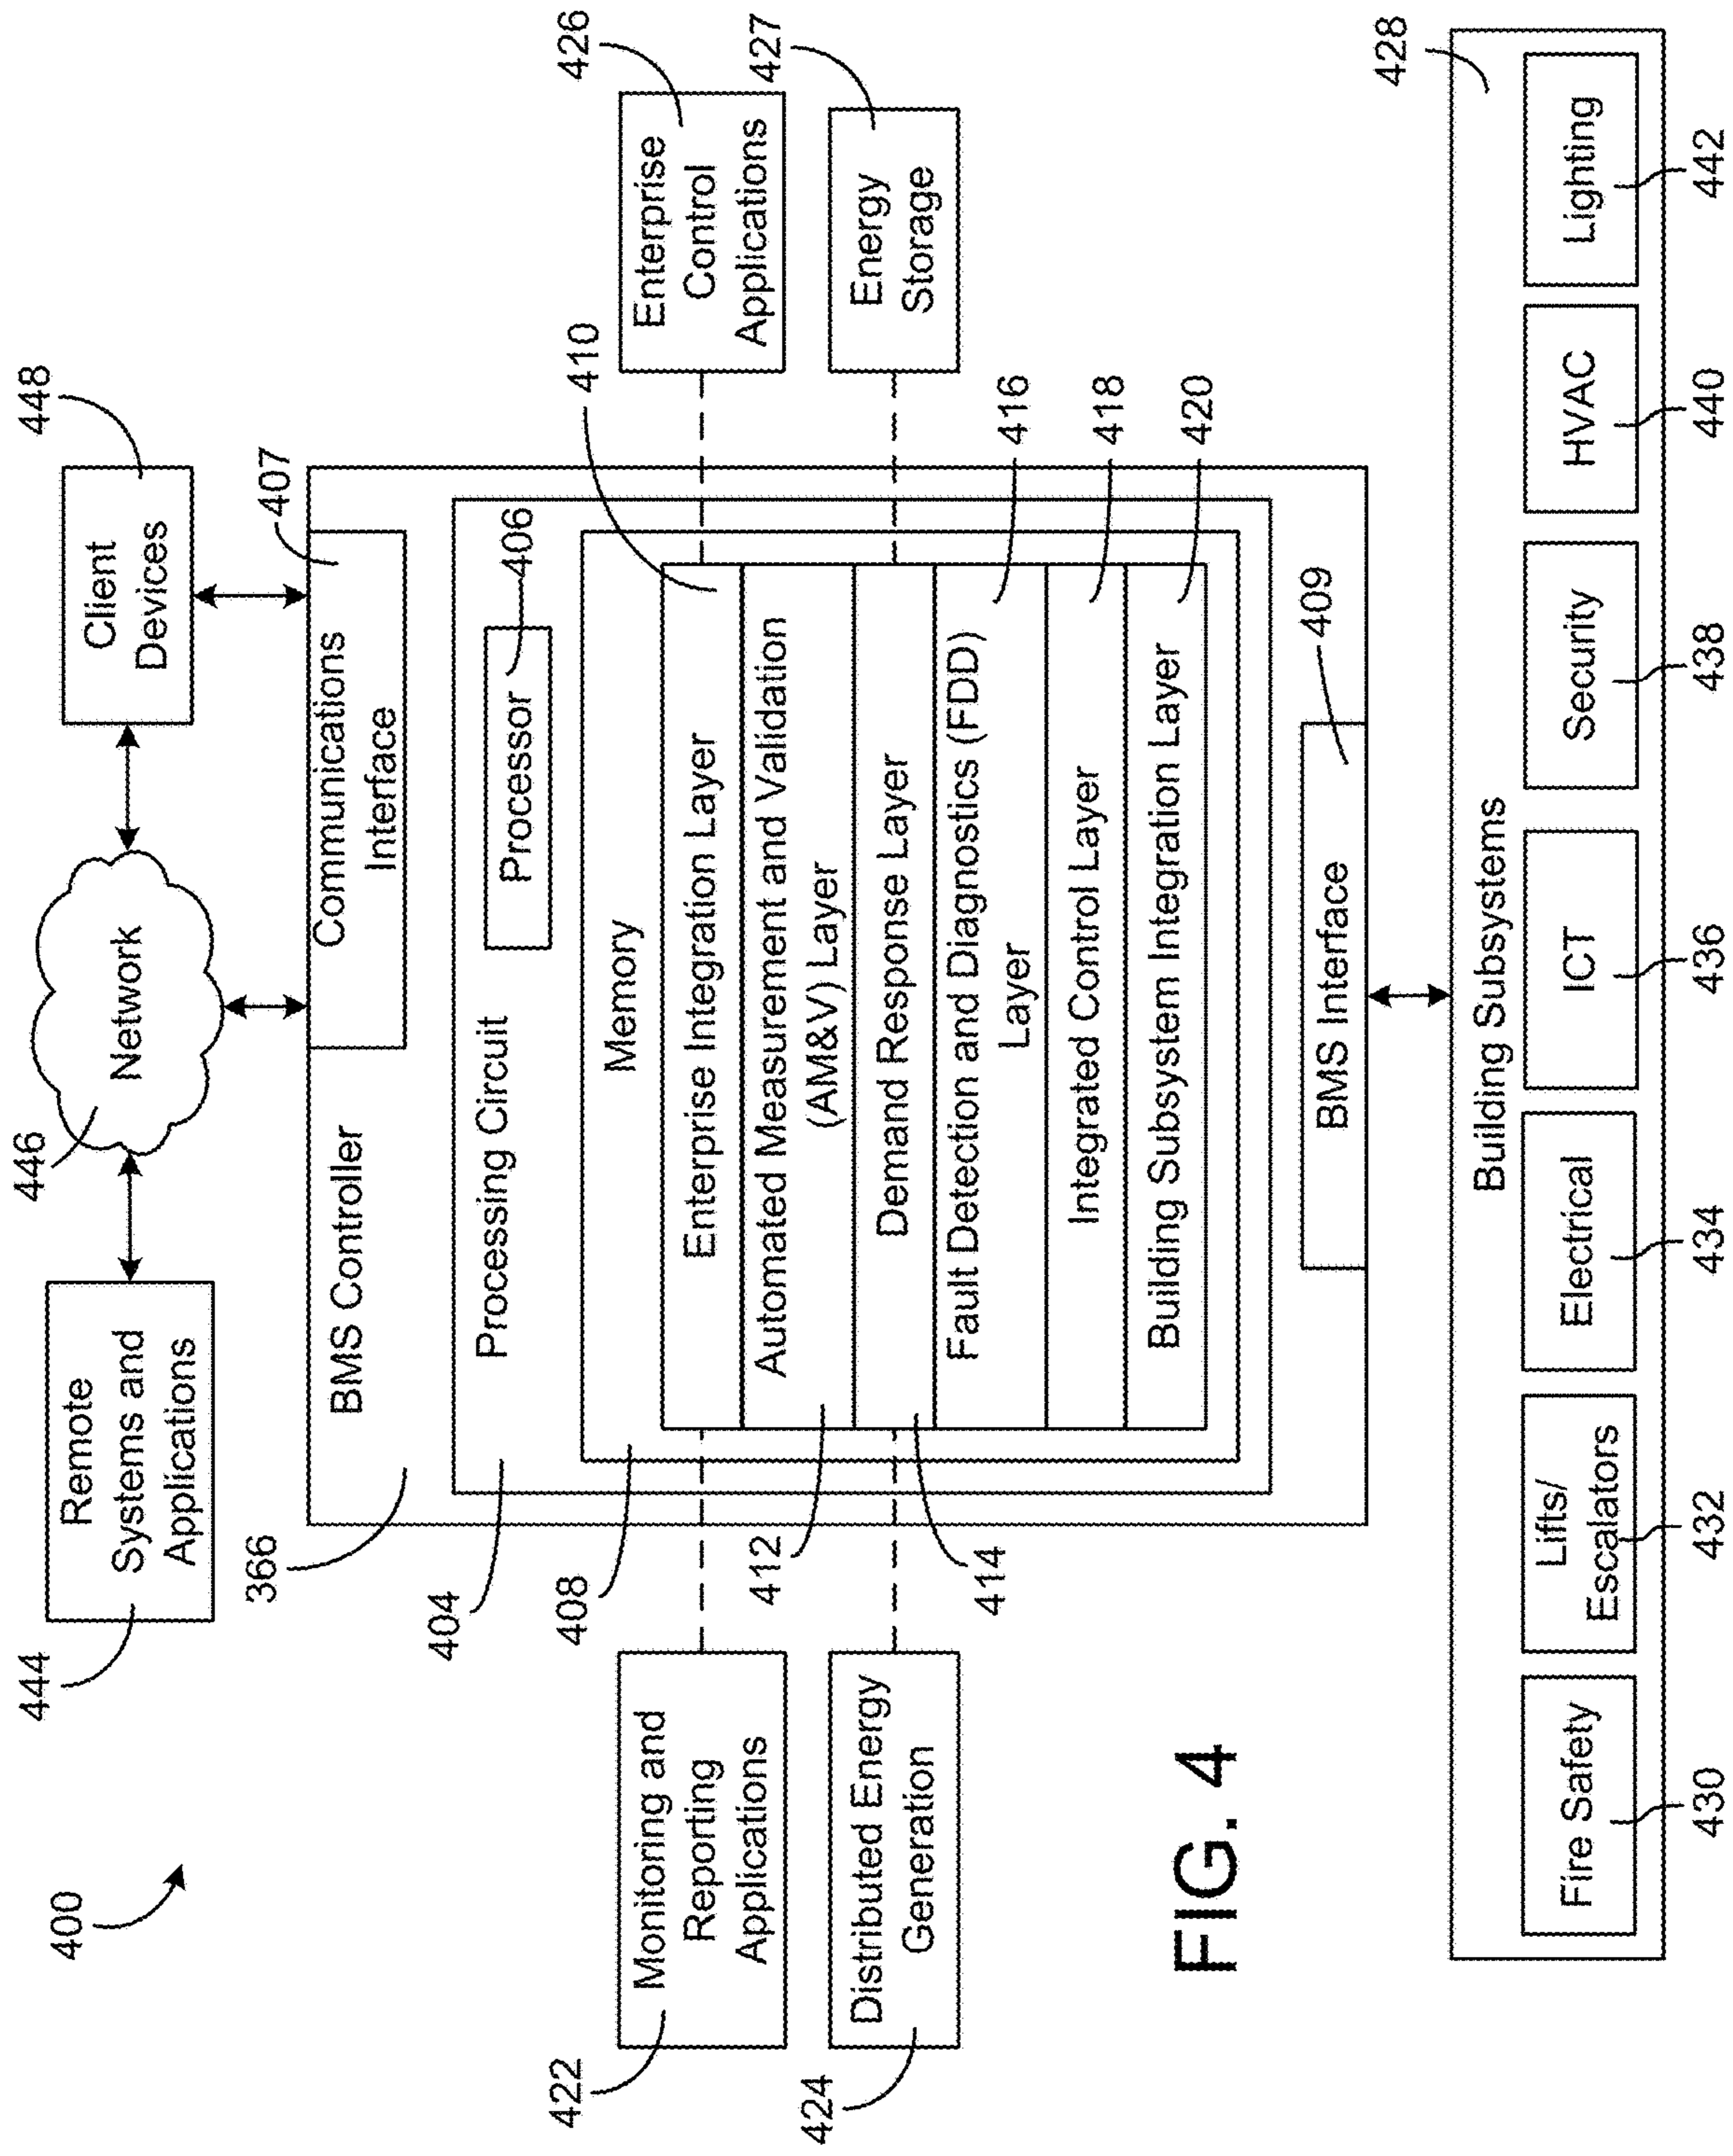 400
444
Remote
Systems and
Applications
446
Network
Client
Devices
448
366
BMS Controller
Communications
Interface
407
404
Processing Circuit
Processor
406
408
Memory
410
Enterprise Integration Layer
Automated Measurement and Validation
(AM&V) Layer
412
Demand Response Layer
414
Fault Detection and Diagnostics (FDD)
Layer
416
Integrated Control Layer
418
Building Subsystem Integration Layer
420
422
Monitoring and
Reporting
Applications
424
Distributed Energy
Generation
426
Enterprise
Control
Applications
427
Energy
Storage
BMS Interface
409
FIG. 4
Building Subsystems
428
Fire Safety
Lifts/
Escalators
Electrical
ICT
Security
HVAC
Lighting
430
432
434
436
438
440
442